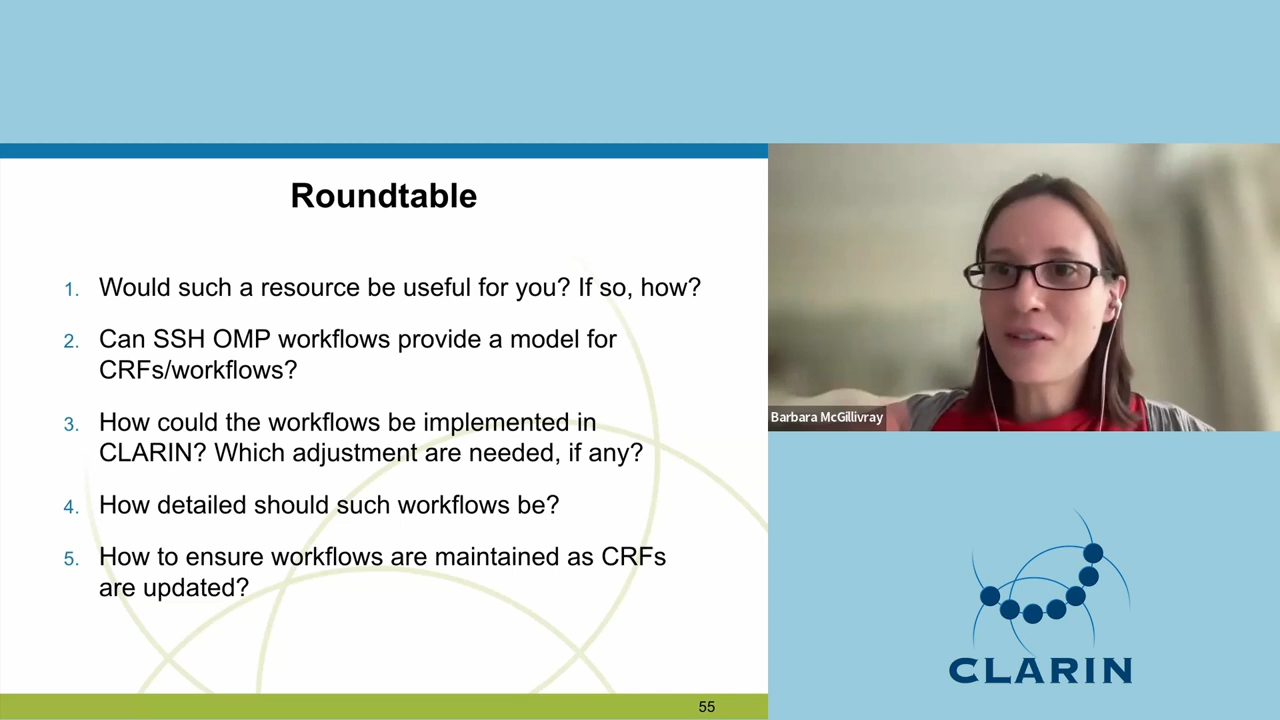 Roundtable
1. Would such a resource be useful for you? If so, how?
2. Can SSH OMP workflows provide a model for
CRFs/workflows?
3. How could the workflows be implemented in
CLARIN? Which adjustment are needed, if any?
4. How detailed should such workflows be?
5. How to ensure workflows are maintained as CRFs
are updated?
55
Barbara McGillivray
CLARIN